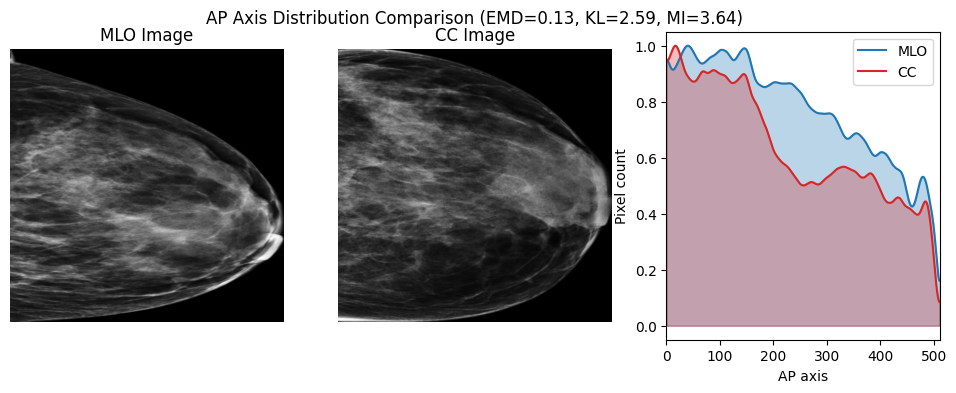 AP Axis Distribution Comparison (EMD=0.13, KL=2.59, MI=3.64)
MLO Image
CC Image
MLO
CC
Pixel count
1.0
0.8
0.6
0.4
0.2
0.0
0 100 200 300 400 500
AP axis